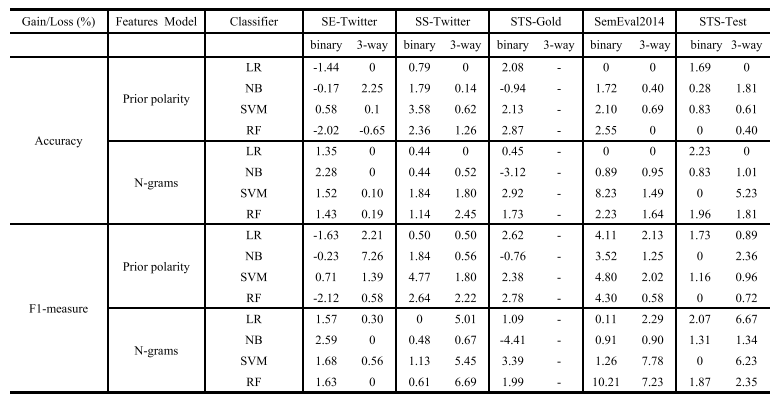 Gain/Loss (%) Features Model Classifier SE-Twitter SS-Twitter STS-Gold SemEval2014 STS-Test
binary 3-way binary 3-way binary 3-way binary 3-way binary 3-way
Accuracy Prior polarity LR -1.44 0 0.79 0 2.08 - 0 0 1.69 0
NB -0.17 2.25 1.79 0.14 -0.94 - 1.72 0.40 0.28 1.81
SVM 0.58 0.1 3.58 0.62 2.13 - 2.10 0.69 0.83 0.61
RF -2.02 -0.65 2.36 1.26 2.87 - 2.55 0 0 0.40
N-grams LR 1.35 0 0.44 0 0.45 - 0 0 2.23 0
NB 2.28 0 0.44 0.52 -3.12 - 0.89 0.95 0.83 1.01
SVM 1.52 0.10 1.84 1.80 2.92 - 8.23 1.49 0 5.23
RF 1.43 0.19 1.14 2.45 1.73 - 2.23 1.64 1.96 1.81
F1-measure Prior polarity LR -1.63 2.21 0.50 0.50 2.62 - 4.11 2.13 1.73 0.89
NB -0.23 7.26 1.84 0.56 -0.76 - 3.52 1.25 0 2.36
SVM 0.71 1.39 4.77 1.80 2.38 - 4.80 2.02 1.16 0.96
RF -2.12 0.58 2.64 2.22 2.78 - 4.30 0.58 0 0.72
N-grams LR 1.57 0.30 0 5.01 1.09 - 0.11 2.29 2.07 6.67
NB 2.59 0 0.48 0.67 -4.41 - 0.91 0.90 1.31 1.34
SVM 1.68 0.56 1.13 5.45 3.39 - 1.26 7.78 0 6.23
RF 1.63 0 0.61 6.69 1.99 - 10.21 7.23 1.87 2.35